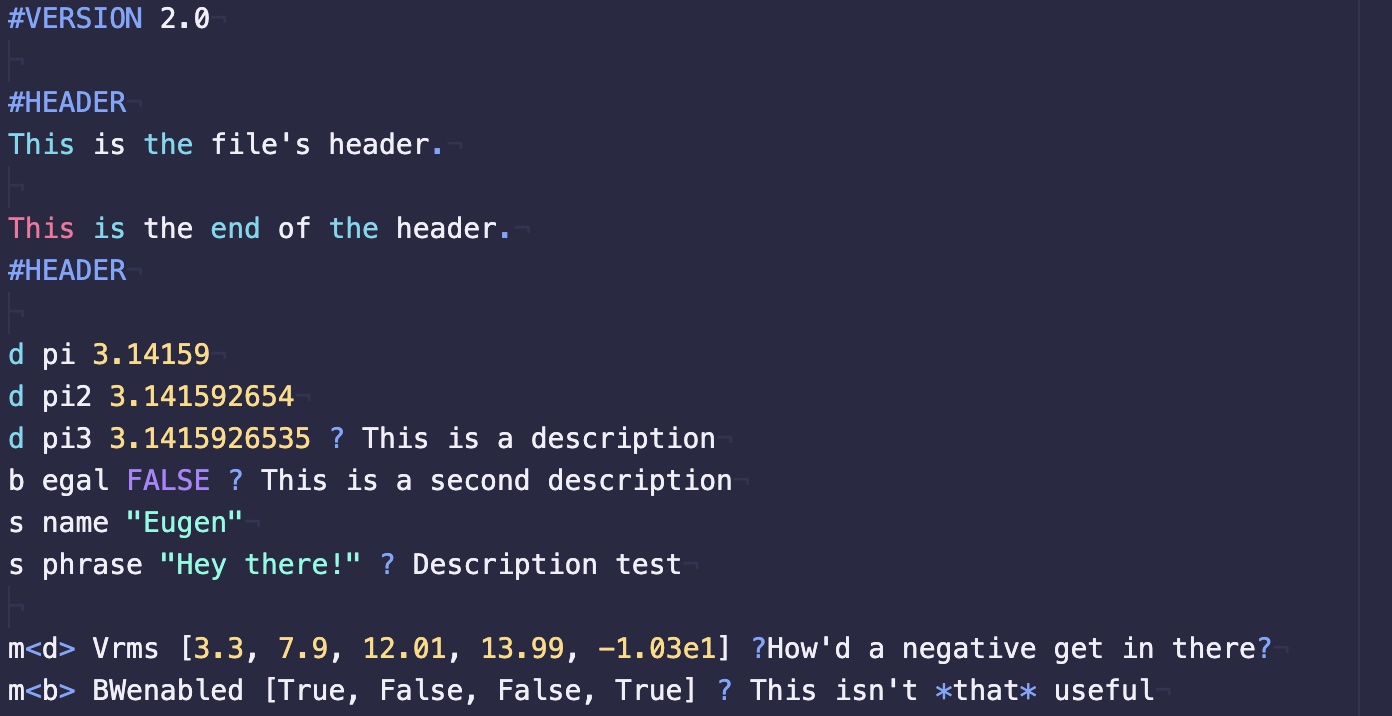 #VERSION 2.0
#HEADER
This is the file's header.
This is the end of the header.
#HEADER
d pi 3.14159
d pi2 3.141592654
d pi3 3.1415926535 ? This is a description
b egal FALSE ? This is a second description
s name "Eugen"
s phrase "Hey there!" ? Description test
m<d> Vrms [3.3, 7.9, 12.01, 13.99, −1.03e1] ?How'd a negative get in there?
m<b> BWenabled [True, False, False, True] ? This isn't *that* useful